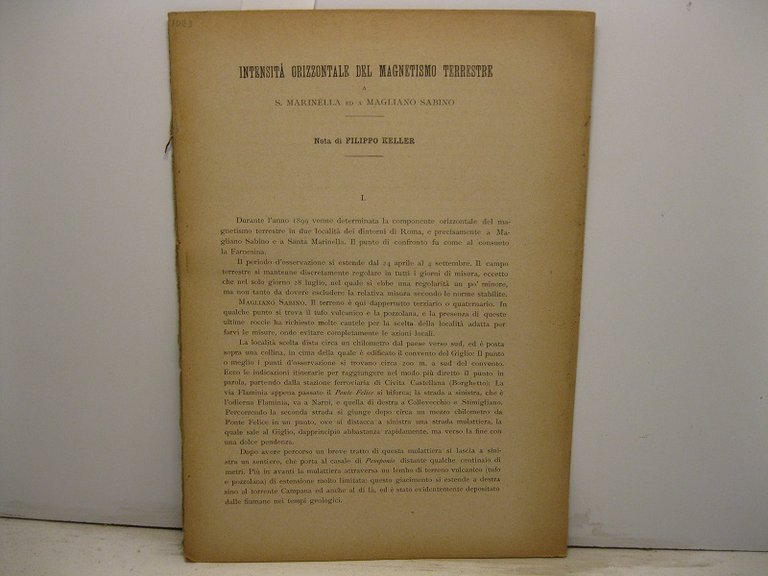 INTENSITÁ ORIZZONTALE DEL MAGNETISMO TERRESTRE
A
S. MARINELLA ED A MAGLIANO SABINO
Nota di FILIPPO KELLER
I.
Durante l'anno 1899 venne determinata la componente orizzontale del ma-
gnetismo terrestre in due località dei dintorni di Roma, e precisamente a Ma-
gliano Sabino e a Santa Marinella. Il punto di confronto fu come al consueto
la Farnesina.
Il periodo d'osservazione si estende dal 24 aprile al 4 settembre. Il campo
terrestre si mantenne discretamente regolare in tutti i giorni di misura, eccetto
che nel solo giorno 28 luglio, nel quale si ebbe una regolarità un po' minore,
ma non tanto da dovere escludere la relativa misura secondo le norme stabilite.
MAGLIANO SABINO. Il terreno è qui dappertutto terziario o quaternario. In
qualche punto si trova il tufo vulcanico e la pozzolana, e la presenza di queste
ultime roccie ha richiesto molte cautele per la scelta della località adatta per
farvi le misure, onde evitare completamente le azioni locali.
La località scelta dista circa un chilometro dal paese verso sud, ed è posta
sopra una collina, in cima della quale è edificato il convento del Giglio: Il punto
o meglio i punti d'osservazione si trovano circa 200 m. a sud del convento.
Ecco le indicazioni itinerarie per raggiungere nel modo più diretto il punto in
parola, partendo dalla stazione ferroviaria di Civita Castellana (Borghetto): La
via Flaminia appena passato il Ponte Felice si biforca; la strada a sinistra, che è
l'odierna Flaminia, va a Narni, e quella di destra a Collevecchio e Stimigliano.
Percorrendo la seconda strada si giunge dopo circa un mezzo chilometro da
Ponte Felice in un punto, ove si distacca a sinistra una strada mulattiera, la
quale sale al Giglio, dapprincipio abbastanza rapidamente, ma verso la fine con
una dolce pendenza.
Dopo avere percorso un breve tratto di questa mulattiera si lascia a sini-
stra un sentiere, che porta al casale di Pomponio distante qualche centinaio di
metri. Più in avanti la mulattiera attraversa un lembo di terreno vulcanico (tufo
e pozzolana) di estensione molto limitata; questo giacimento si estende a destra
sino al torrente Campana ed anche al di là, ed è stato evidentemente depositato
dalle fiumane nei tempi geologici.